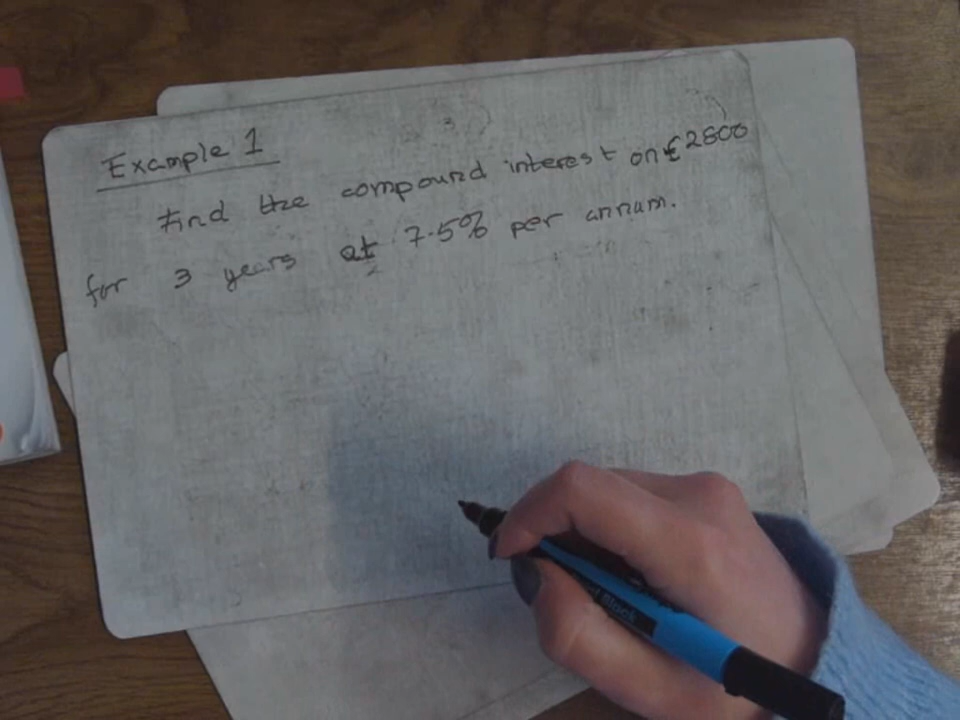 Example 1
Find the compound interest on £2800
for 3 years at 7.5% per annum.